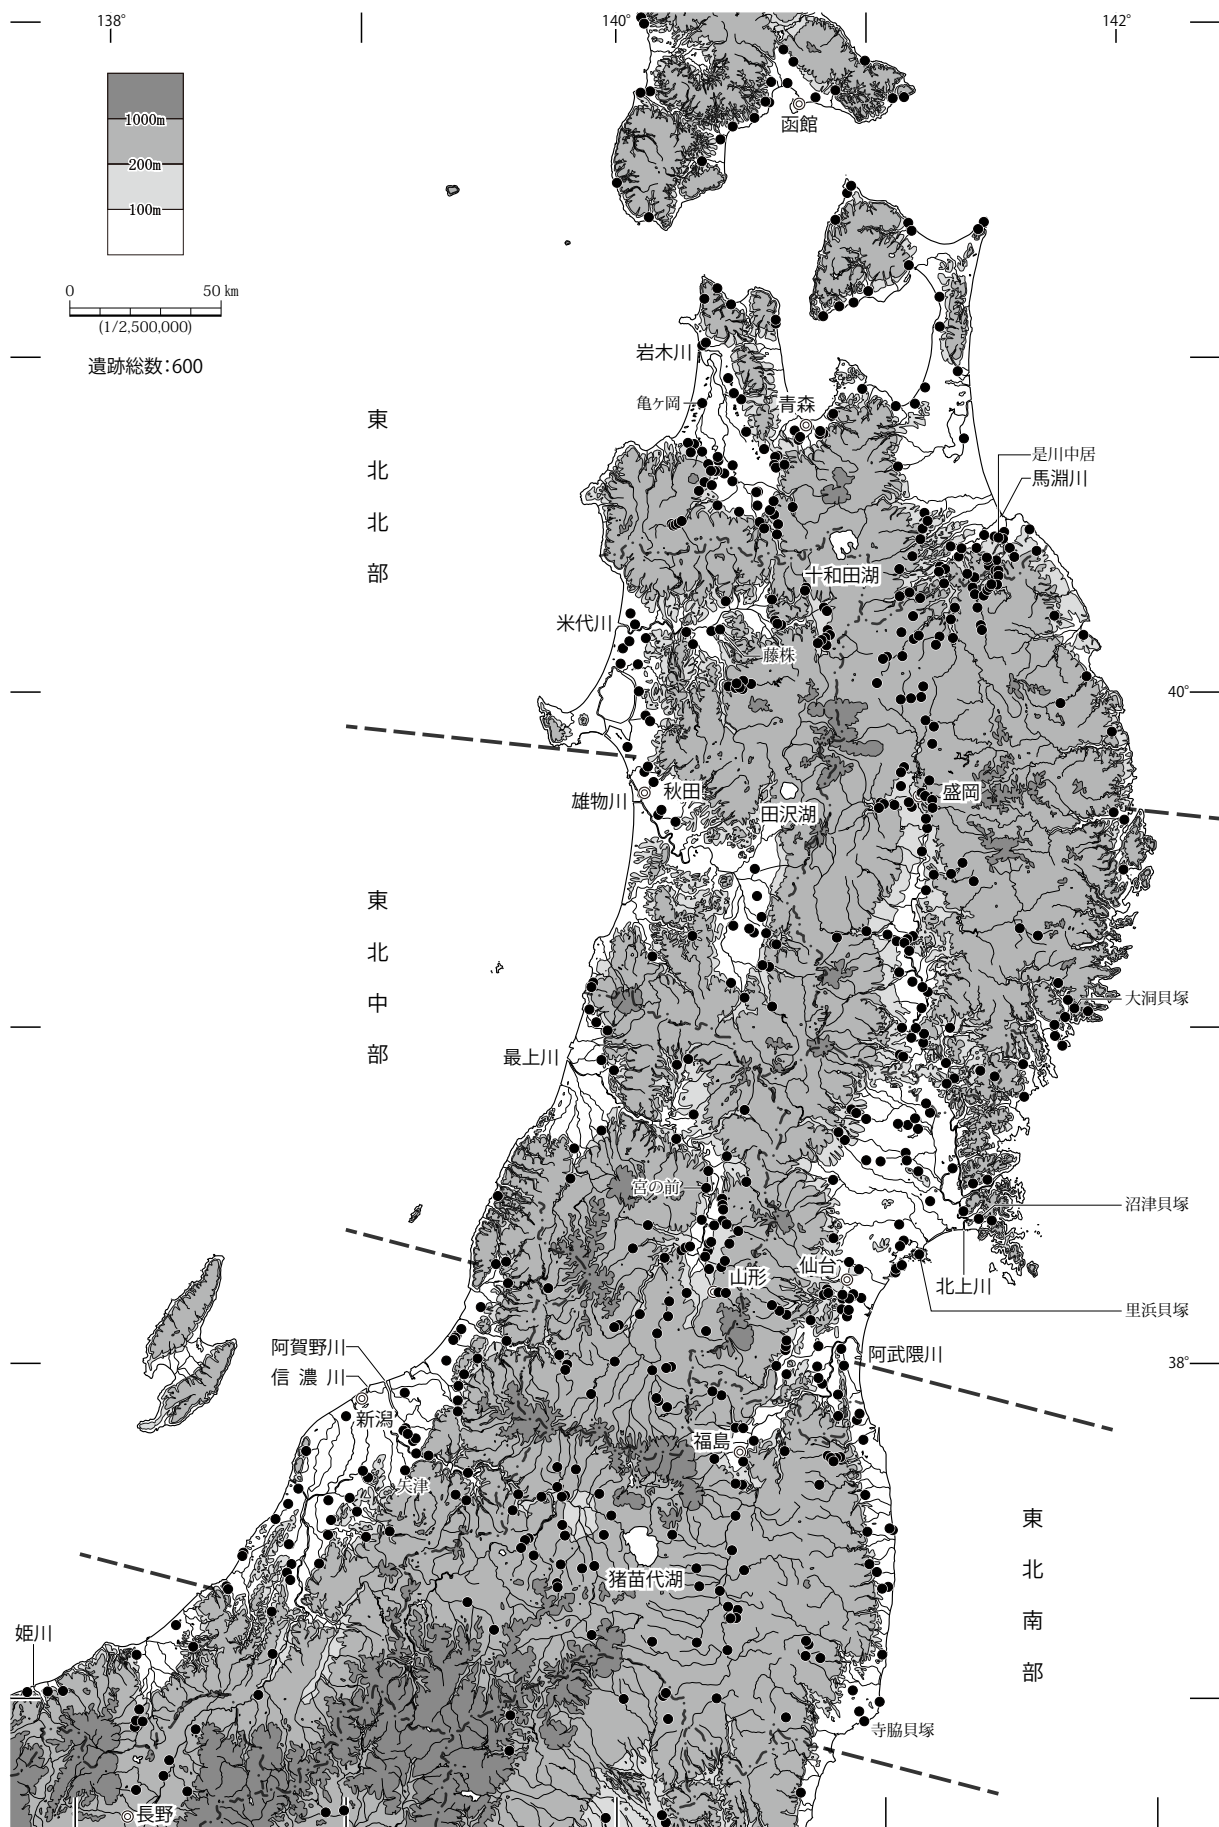 138°
140°
142°
1000m
200m
100m
0 50 km
(1/2,500,000)
遺跡総数：600
函館
岩木川
亀ヶ岡
青森
是川中居
馬淵川
東北北部
十和田湖
米代川
藤株
40°
秋田
雄物川
田沢湖
盛岡
東北中部
大洞貝塚
最上川
宮の前
沼津貝塚
仙台
山形
北上川
里浜貝塚
阿賀野川
信濃川
阿武隈川
38°
新潟
福島
矢津
東北南部
猪苗代湖
姫川
寺脇貝塚
長野